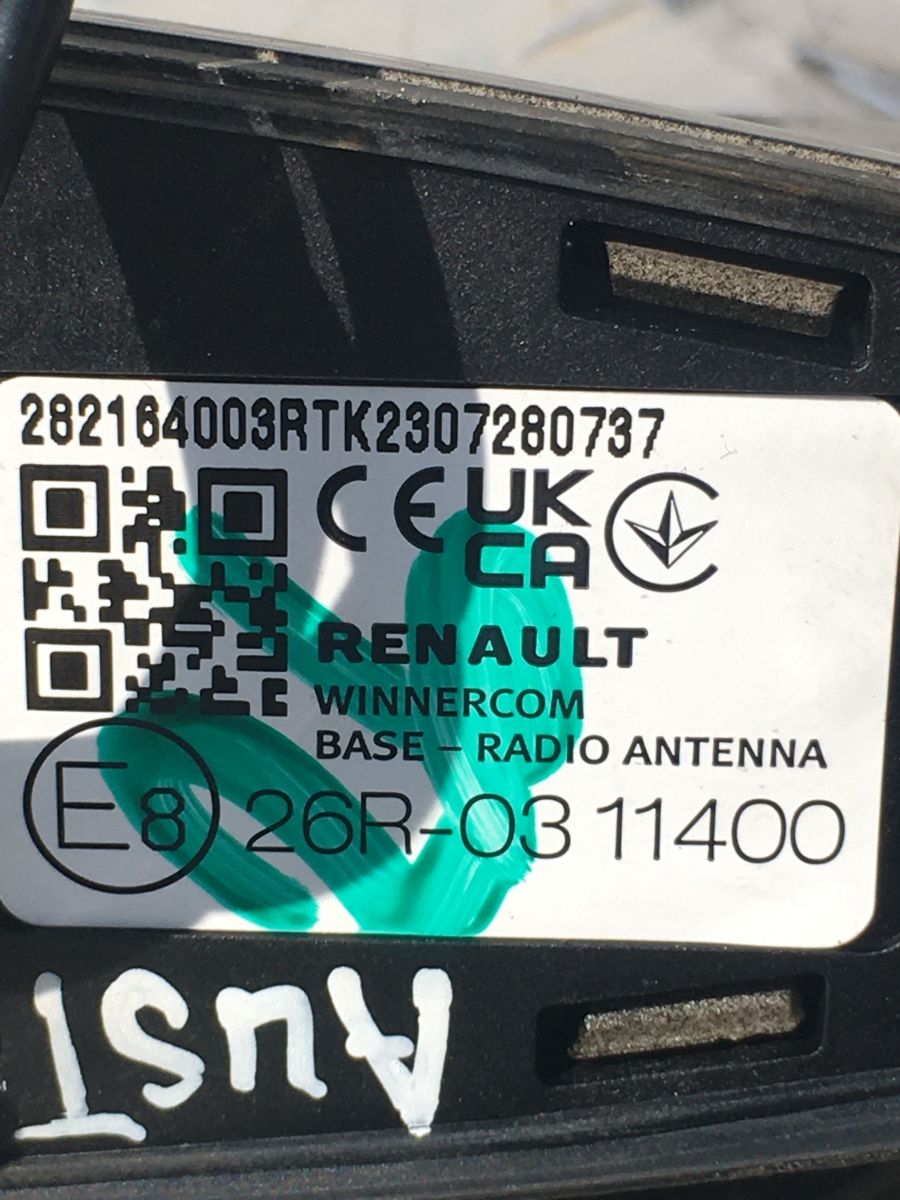 282164003RTK2307280737
CE UK
CA
RENAULT
WINNERCOM
BASE – RADIO ANTENNA
E8 26R-03 11400
AUST